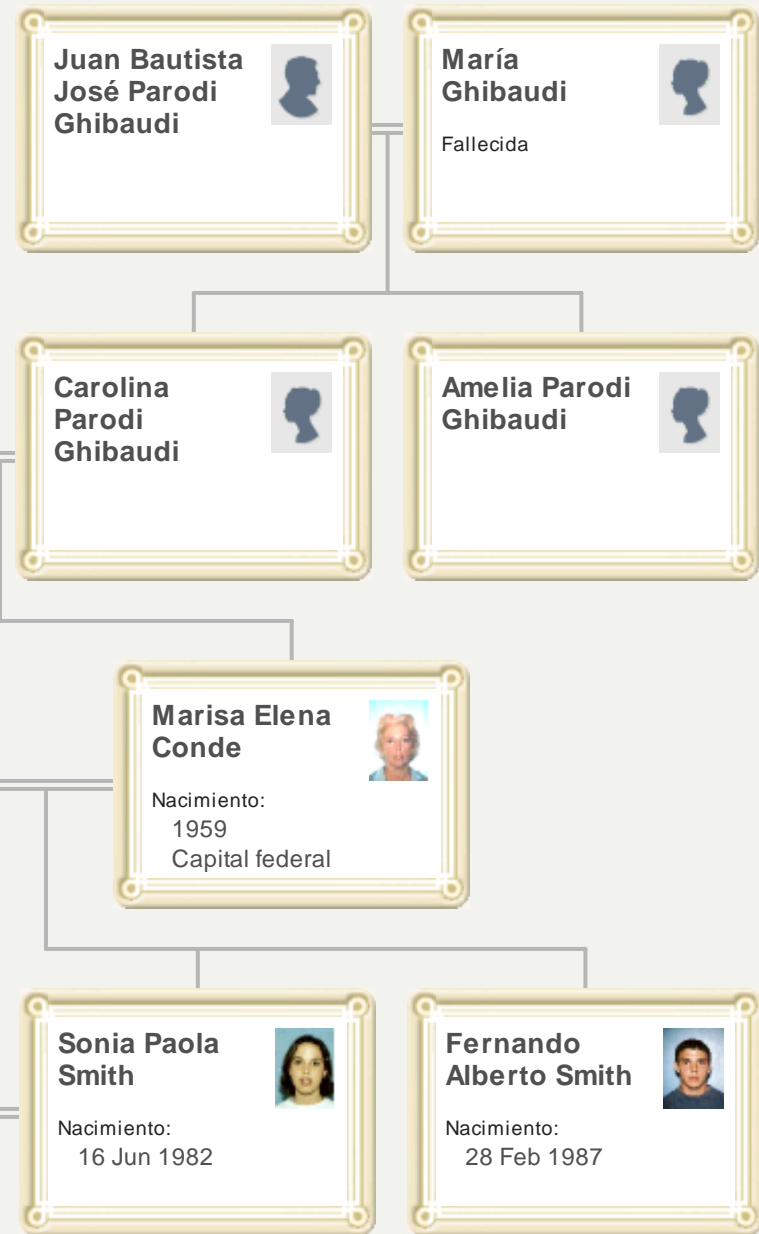 Juan Bautista
José Parodi
Ghibaudi
María
Ghibaudi
Fallecida
Carolina
Parodi
Ghibaudi
Amelia Parodi
Ghibaudi
Marisa Elena
Conde
Nacimiento:
1959
Capital federal
Sonia Paola
Smith
Nacimiento:
16 Jun 1982
Fernando
Alberto Smith
Nacimiento:
28 Feb 1987